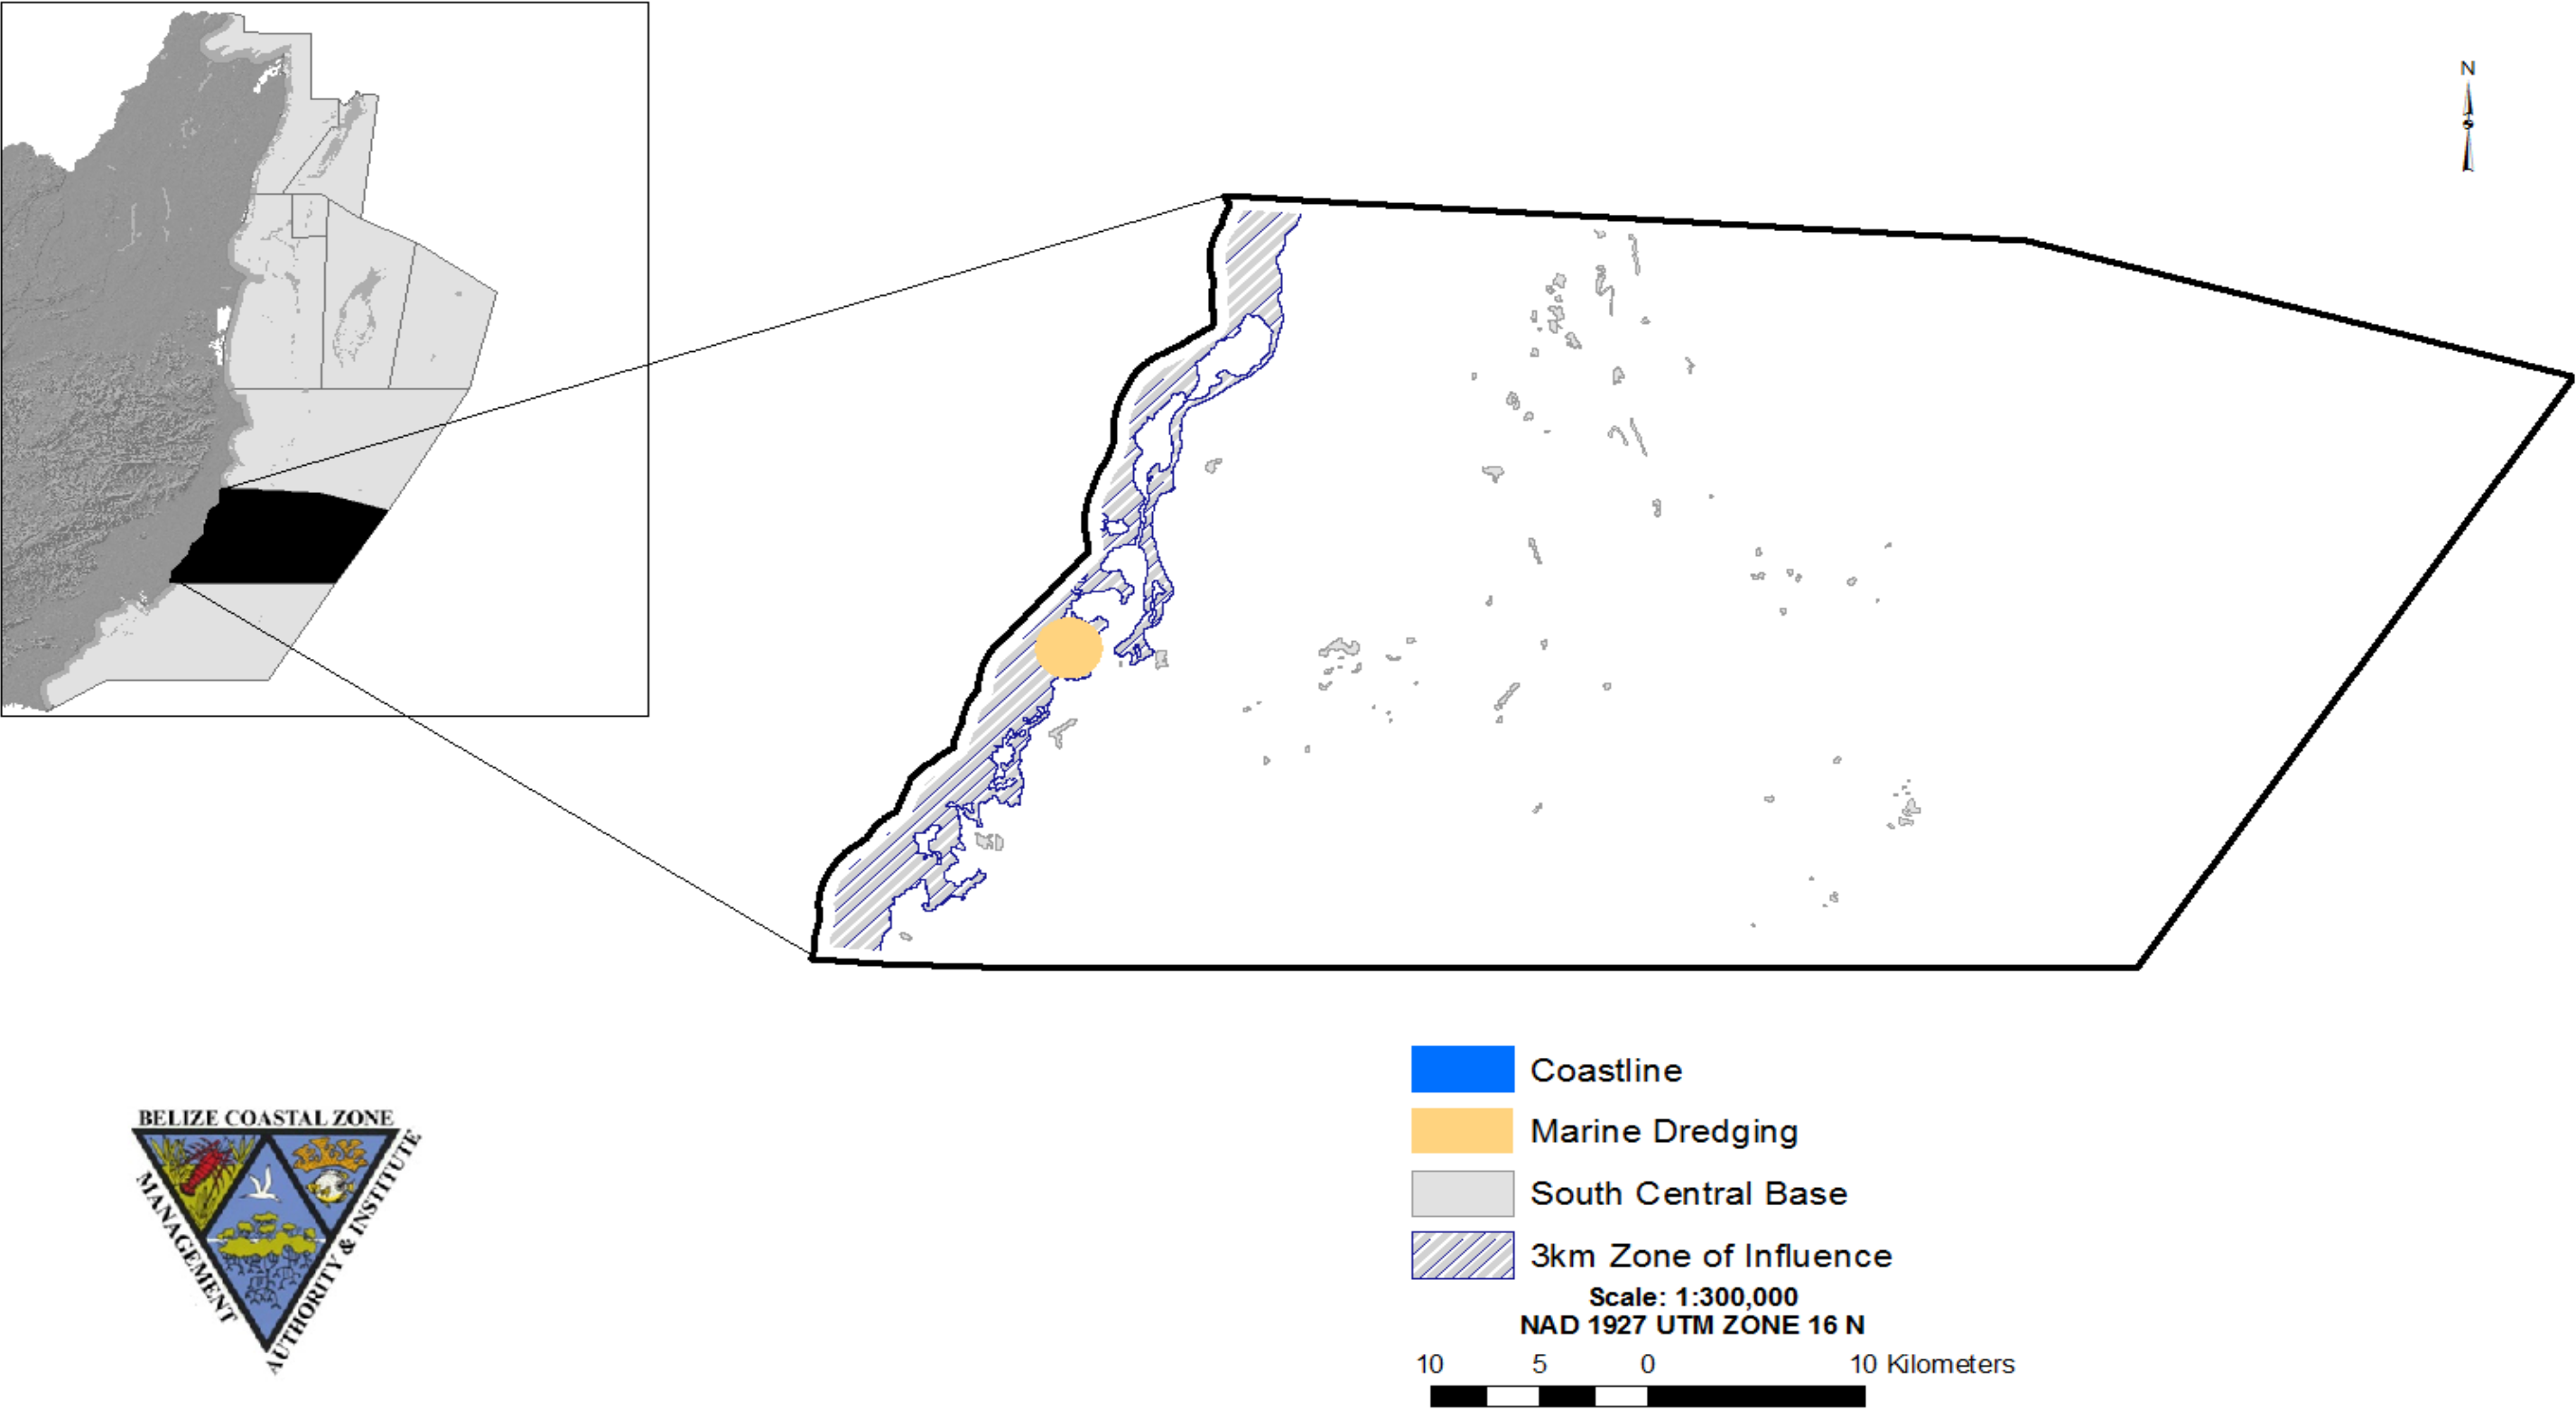 N
Coastline
Marine Dredging
South Central Base
3km Zone of Influence
Scale: 1:300,000
NAD 1927 UTM ZONE 16 N
10 5 0 10 Kilometers
BELIZE COASTAL ZONE
MANAGEMENT
AUTHORITY & INSTITUTE